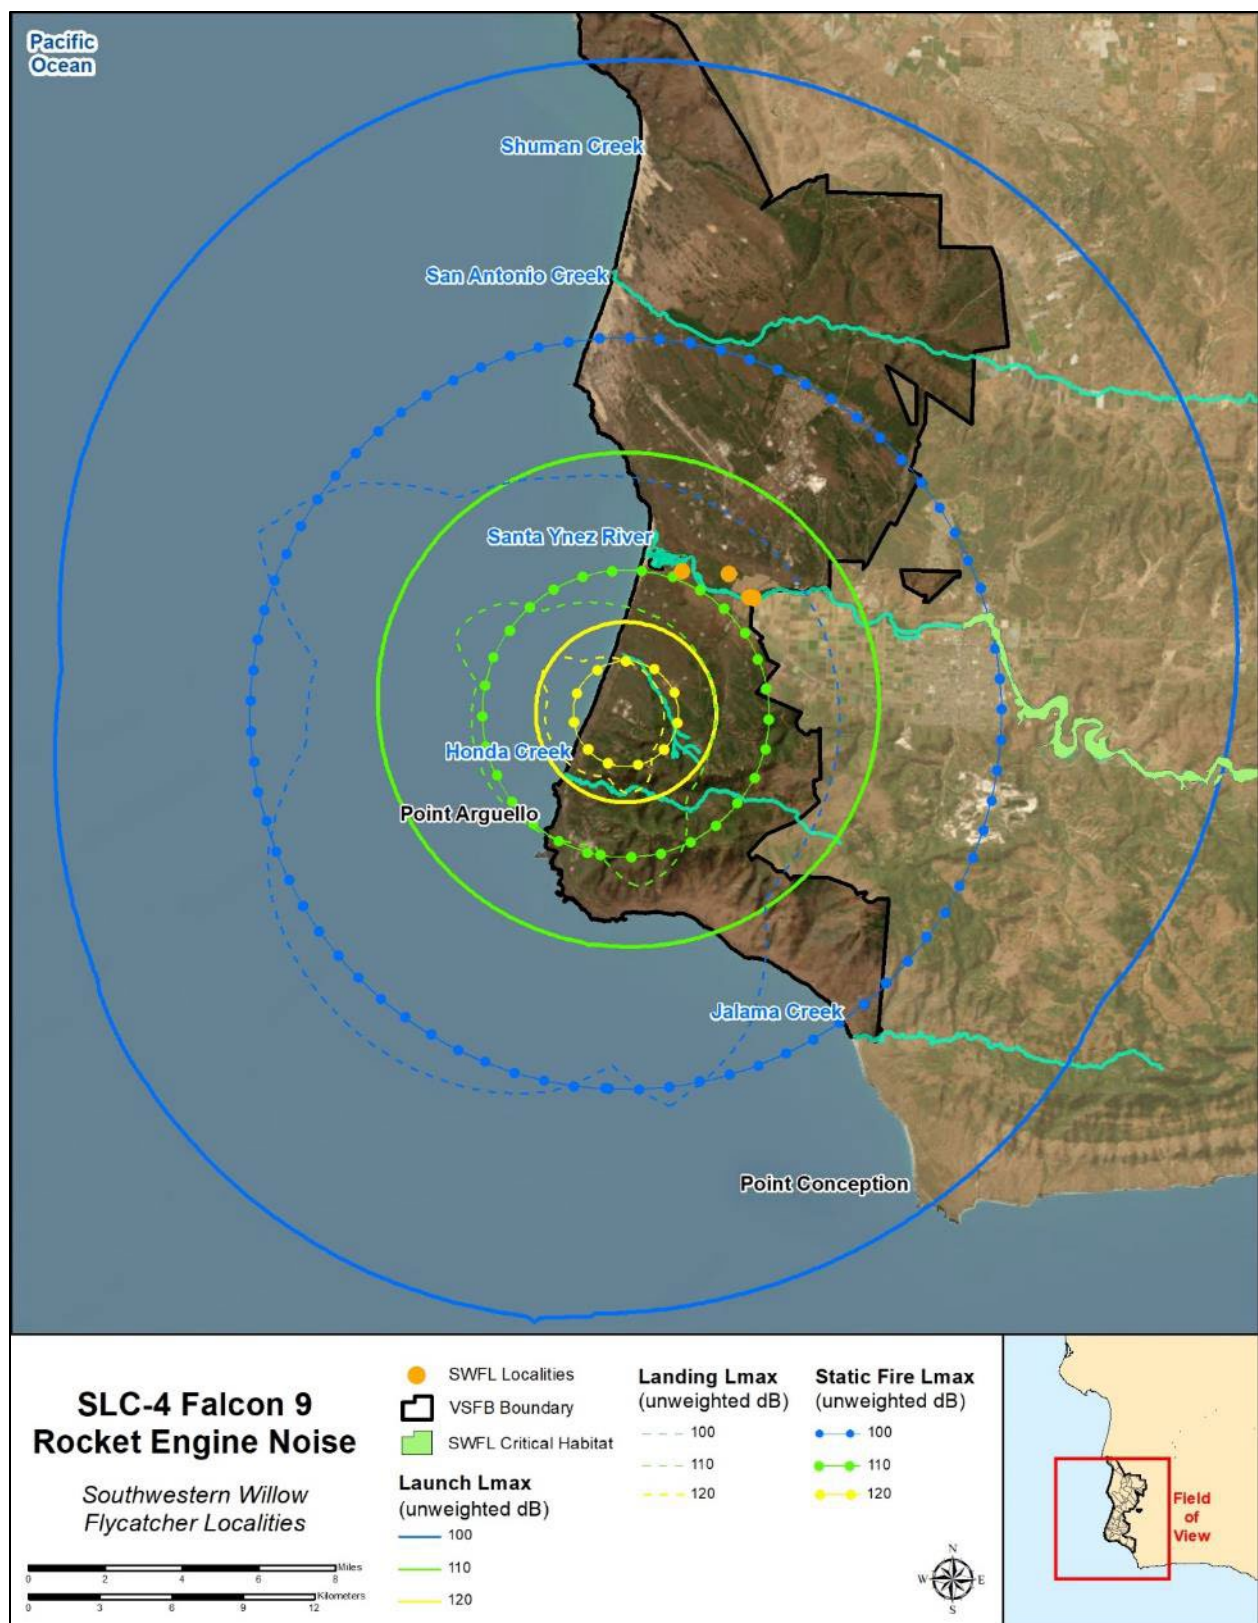 Pacific
Ocean
Shuman Creek
San Antonio Creek
Santa Ynez River
Honda Creek
Point Arguello
Jalama Creek
Point Conception
SLC-4 Falcon 9
Rocket Engine Noise
Southwestern Willow
Flycatcher Localities
Miles
0 2 4 6 8
Kilometers
0 3 6 9 12
SWFL Localities
VSFB Boundary
SWFL Critical Habitat
Launch Lmax
(unweighted dB)
100
110
120
Landing Lmax
(unweighted dB)
100
110
120
Static Fire Lmax
(unweighted dB)
100
110
120
N
W E
S
Field
of
View